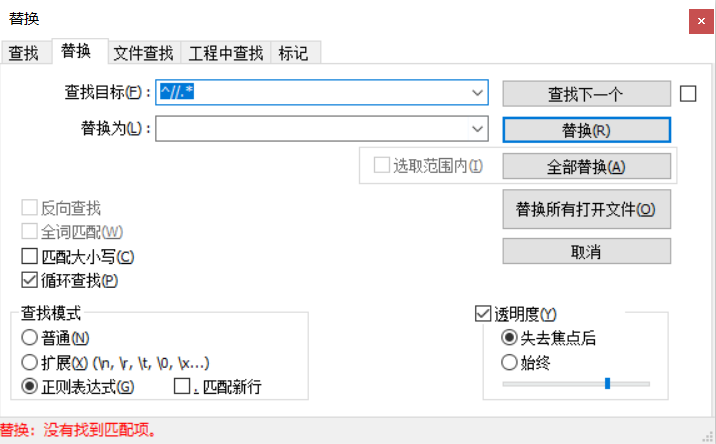 替换
查找 替换 文件查找 工程中查找 标记
查找目标(F): ^//.* 查找下一个
替换为(L): 替换(R)
选取范围内(I) 全部替换(A)
替换所有打开文件(O)
取消
反向查找
全词匹配(W)
匹配大小写(C)
循环查找(P)
查找模式
普通(N)
扩展(X) (\n, \r, \t, \0, \x...)
正则表达式(G) . 匹配新行
透明度(Y)
失去焦点后
始终
替换: 没有找到匹配项。